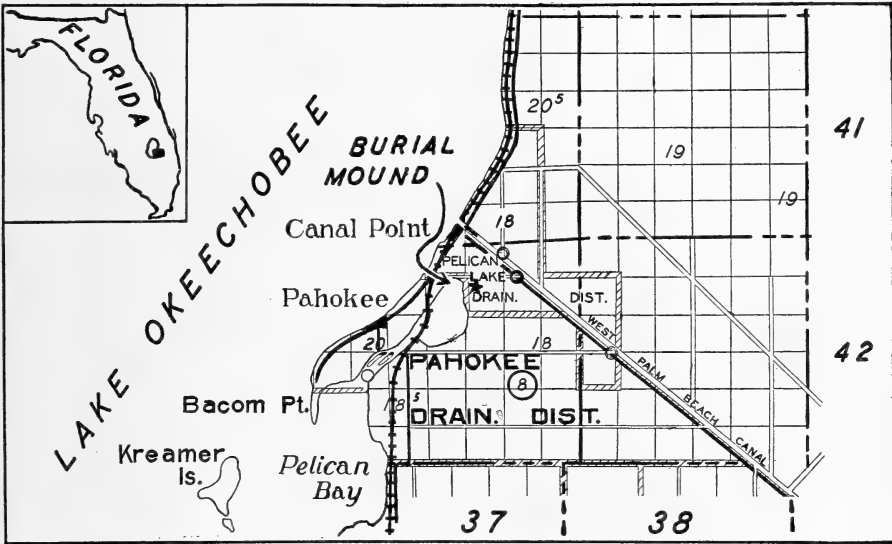 FLORIDA
LAKE OKEECHOBEE
BURIAL
MOUND
Canal Point
Pahokee
Bacom Pt.
Kreamer
Is.
Pelican
Bay
20⁵
19
19
41
18
PELICAN
LAKE
DRAIN. DIST.
WEST PALM BEACH CANAL
20
18
42
PAHOKEE
8
18⁵
DRAIN. DIST.
37
38